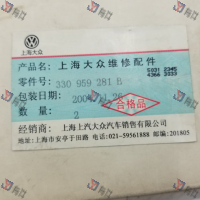 上海大众
上海大众维修配件
产品名:
零件号: 330 959 281 B
包装日期:
数 量: 2
合格品
经销商: 上海上汽大众汽车销售有限公司
地址:上海市安亭于田路 电话:021-59561888 邮编:201805